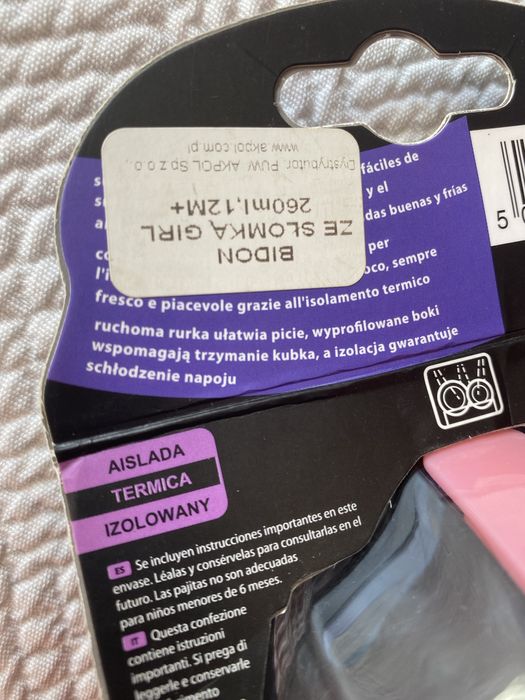 BIDON
ZE SŁOMKĄ GIRL
260ml,12M+
Dystrybutor: PUW AKPOL Sp z o.o.,
www.akpol.com.pl
fáciles de
y el
das buenas y frías
per
oco, sempre
fresco e piacevole grazie all'isolamento termico
ruchoma rurka ułatwia picie, wyprofilowane boki
wspomagają trzymanie kubka, a izolacja gwarantuje
schłodzenie napoju
5
AISLADA
TERMICA
IZOLOWANY
ES Se incluyen instrucciones importantes en este
envase. Léalas y consérvelas para consultarlas en el
futuro. Las pajitas no son adecuadas
para niños menores de 6 meses.
IT Questa confezione
contiene istruzioni
importanti. Si prega di
leggerle e conservarle